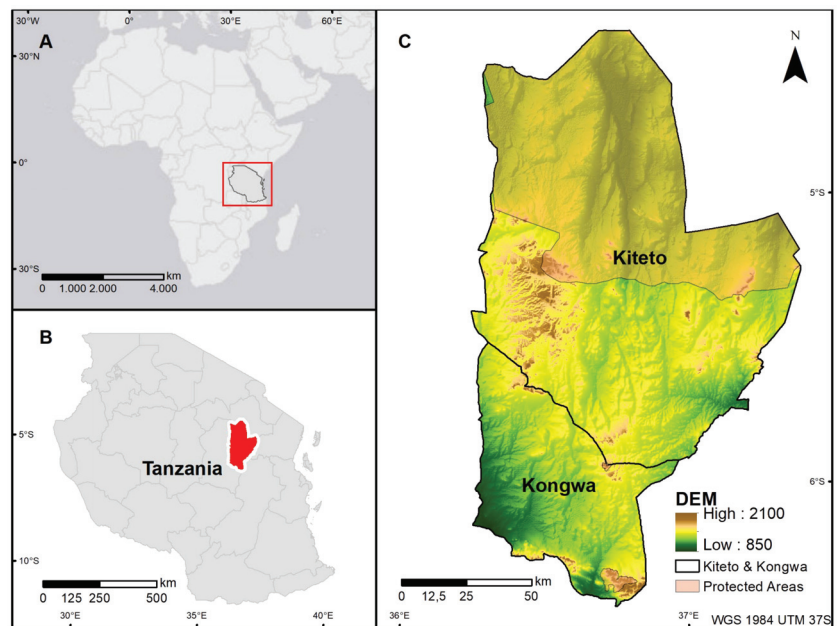 30°W 0° 30°E 60°E
A
30°N
0°
30°S
km
0 1.000 2.000 4.000
B
5°S
Tanzania
10°S
km
0 125 250 500
30°E 35°E 40°E
C
N
5°S
Kiteto
6°S
Kongwa
DEM
High : 2100
Low : 850
Kiteto & Kongwa
Protected Areas
km
0 12,5 25 50
36°E 37°E
WGS 1984 UTM 37S